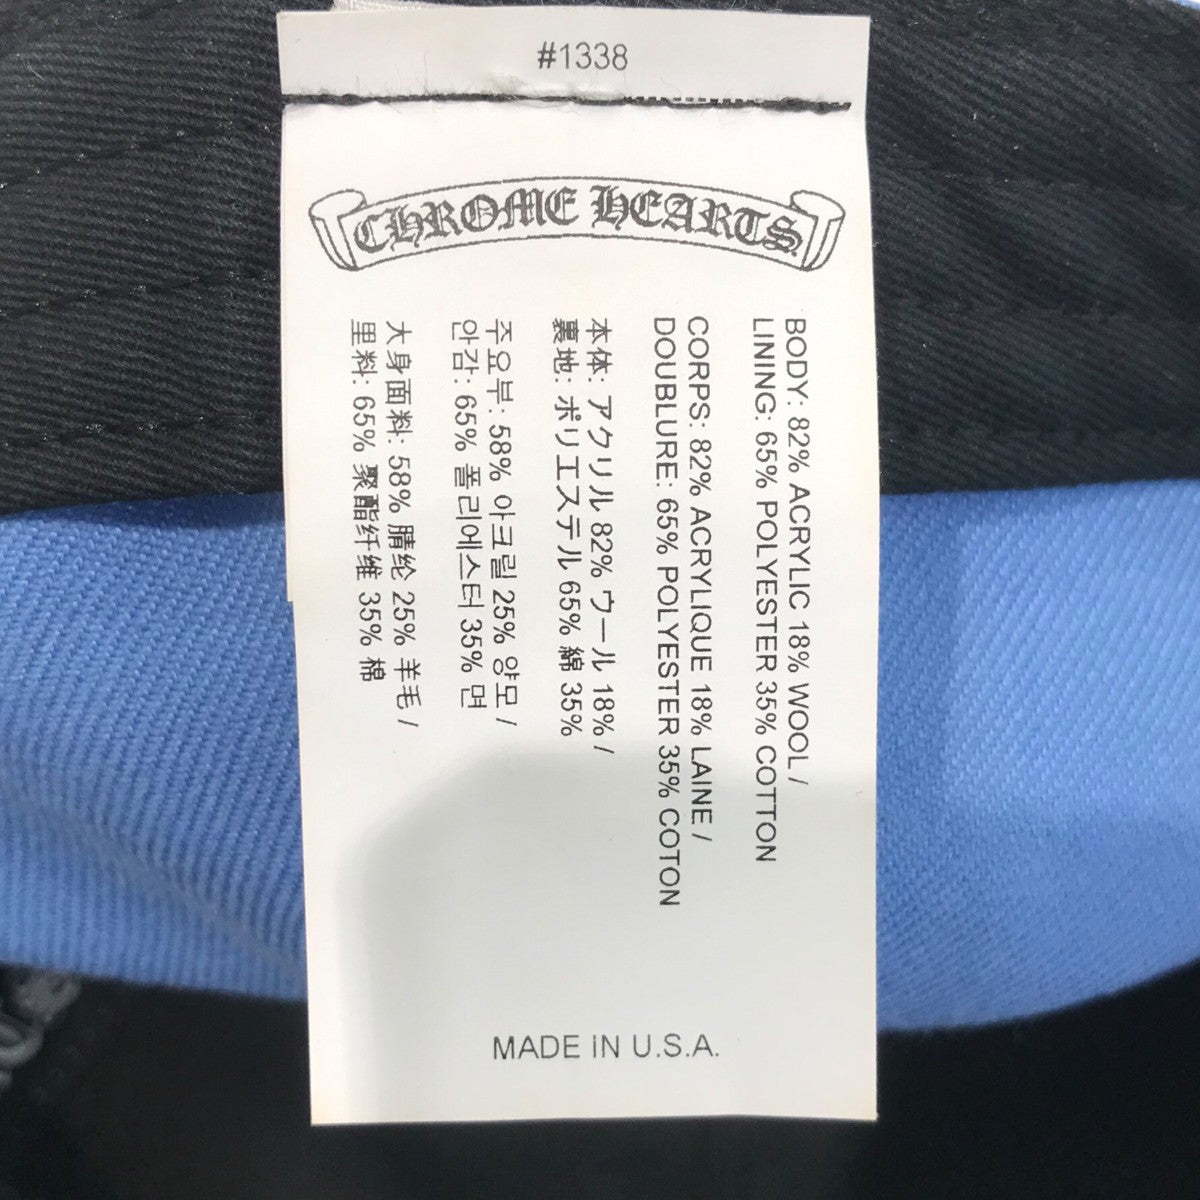 #1338
CHROME HEARTS
BODY: 82% ACRYLIC 18% WOOL /
LINING: 65% POLYESTER 35% COTTON
CORPS: 82% ACRYLIQUE 18% LAINE /
DOUBLURE: 65% POLYESTER 35% COTON
本体: アクリル 82% ウール 18% /
裏地: ポリエステル 65% 綿 35%
주요부: 58% 아크릴 25% 양모 /
안감: 65% 폴리에스터 35% 면
大身面料: 58% 腈纶 25% 羊毛 /
里料: 65% 聚酯纤维 35% 棉
MADE IN U.S.A.